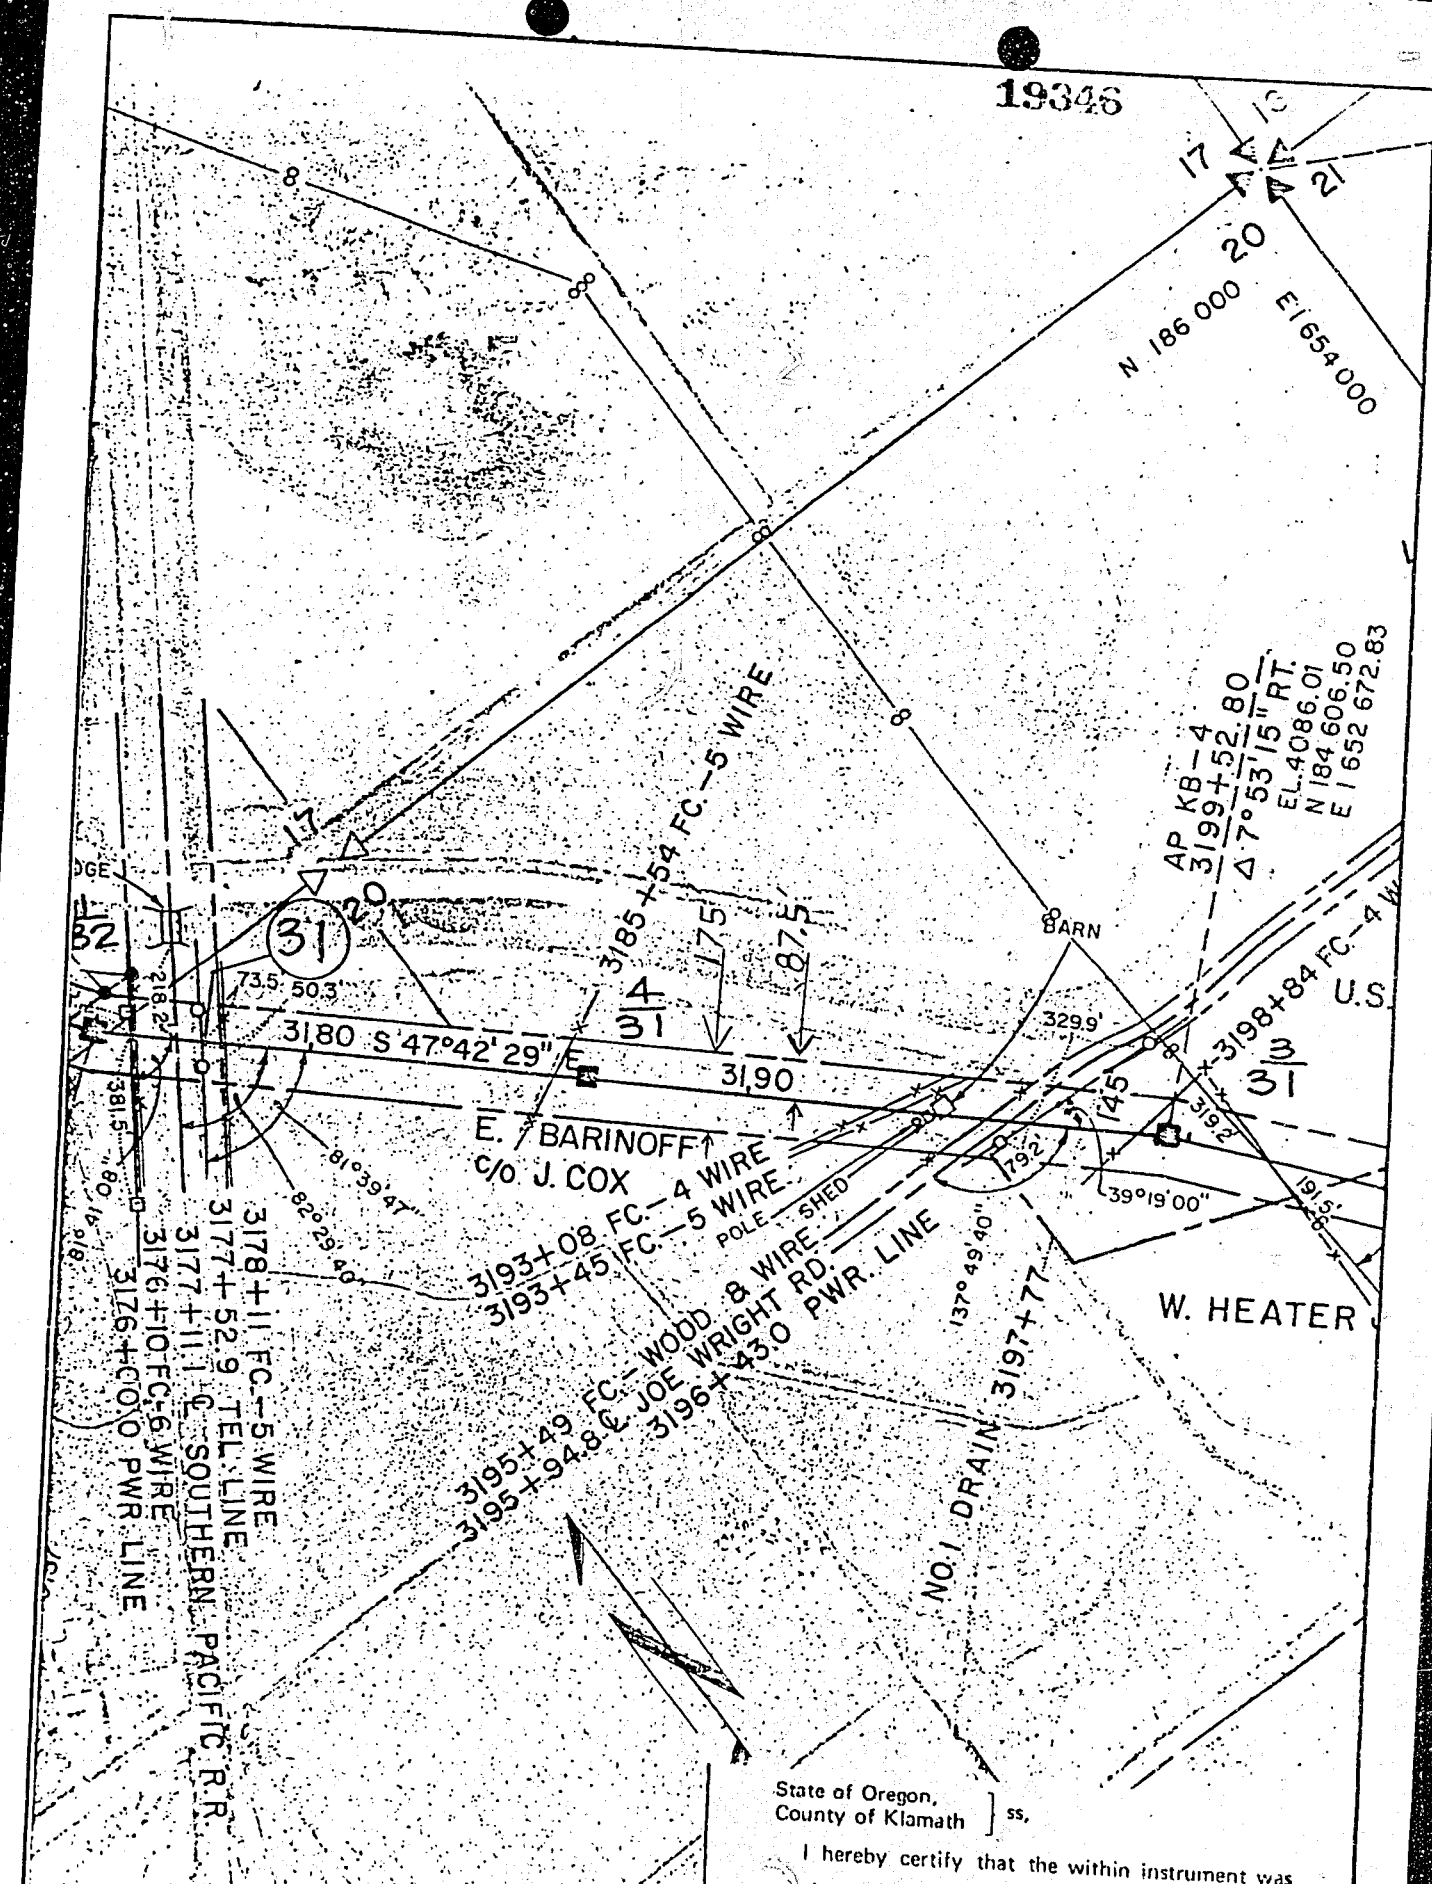 19346
18
17
21
20
N 186 000
E 1 654 000
8
17
20
31
3185+54 FC.-5 WIRE
175'
87.5'
AP KB-4
3199+52.80
Δ 7°53'15" RT.
EL. 4086.01
N 184 606.50
E 1 652 672.83
BARN
3198+84 FC.-4
U.S.
4
31
3
31
32
218.2'
73.5'
50.3'
31,80 S 47°42'29" E
31,90
329.9'
145'
319.2'
191.5'
79.2'
39°19'00"
137°49'40"
381.5'
81°41'08"
81°39'47"
82°29'40"
E. BARINOFF
c/o J. COX
3193+08 FC.-4 WIRE
3193+45 FC.-5 WIRE
POLE SHED
3195+49 FC.-WOOD & WIRE
3195+94.8 ℄ JOE WRIGHT RD.
3196+43.0 PWR. LINE
NO.1 DRAIN 3197+77
W. HEATER
3178+11 FC.-5 WIRE
3177+52.9 TEL. LINE
3177+11.1 ℄ SOUTHERN PACIFIC R.R.
3176+10 FC-6 WIRE
3176+00.0 PWR. LINE
State of Oregon,
County of Klamath } ss.
I hereby certify that the within instrument was